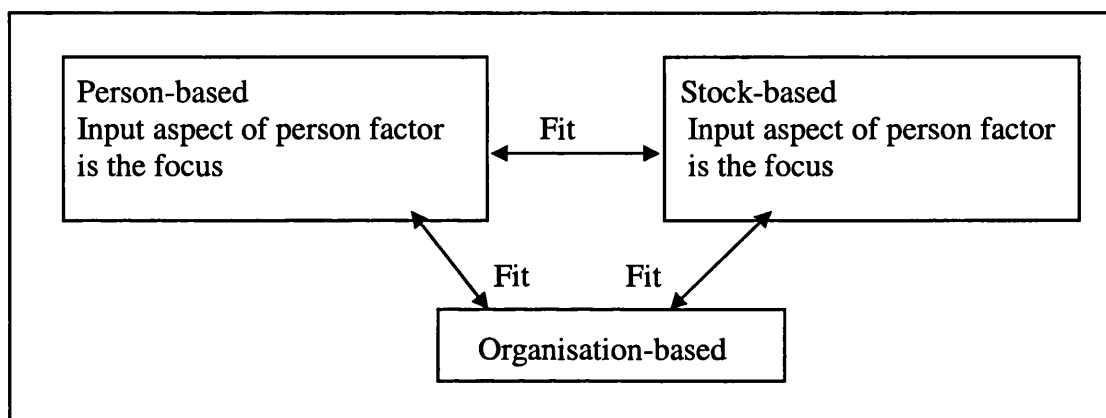 Person-based
Input aspect of person factor
is the focus
Fit
Stock-based
Input aspect of person factor
is the focus
Fit
Fit
Organisation-based